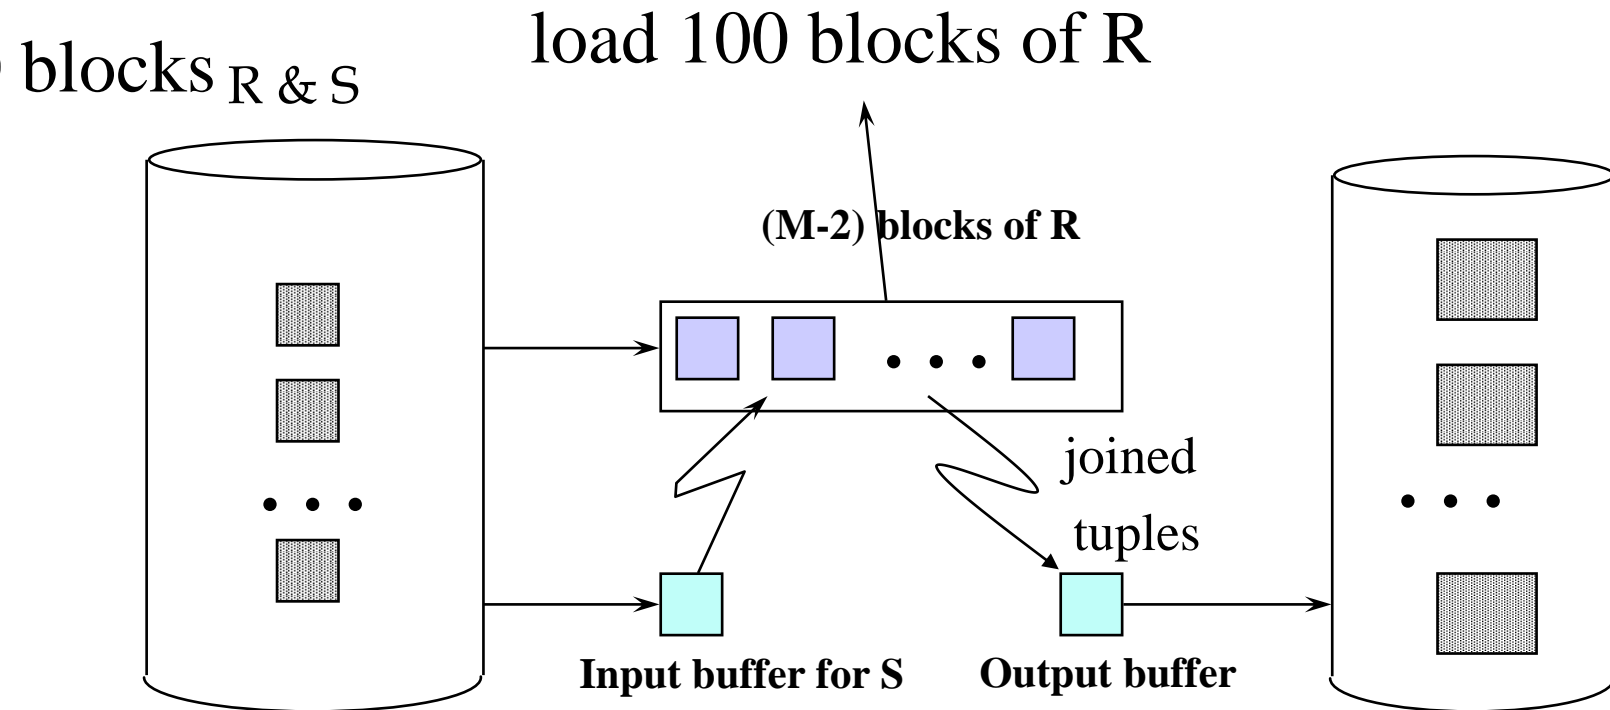 load 100 blocks of R
blocks R & S
(M-2) blocks of R
joined
tuples
Input buffer for S
Output buffer